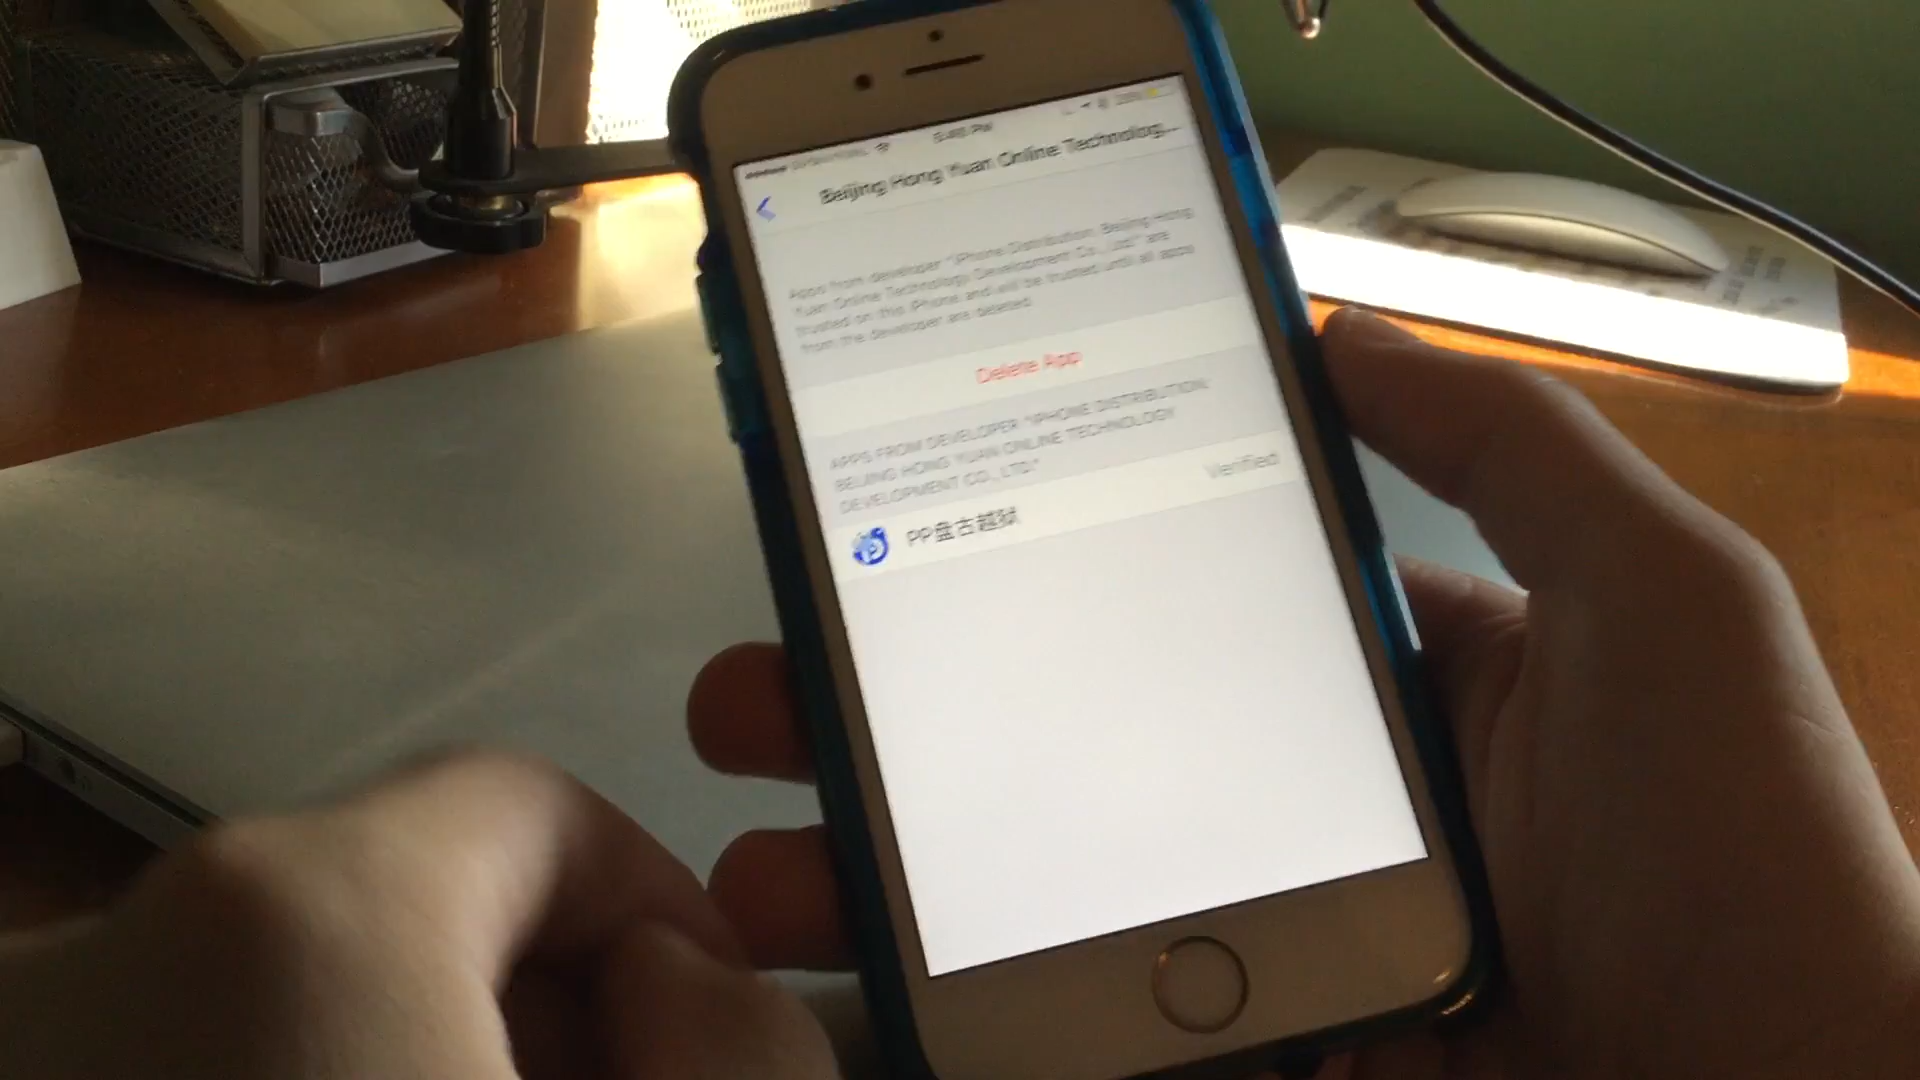 Beijing Hong Yuan Online Technolog...
Apps from developer "iPhone Distribution: Beijing Hong
Yuan Online Technology Development Co., Ltd." are
trusted on this iPhone and will be trusted until all apps
from the developer are deleted.
Delete App
APPS FROM DEVELOPER "IPHONE DISTRIBUTION:
BEIJING HONG YUAN ONLINE TECHNOLOGY
DEVELOPMENT CO., LTD."
PP盘古越狱
Verified